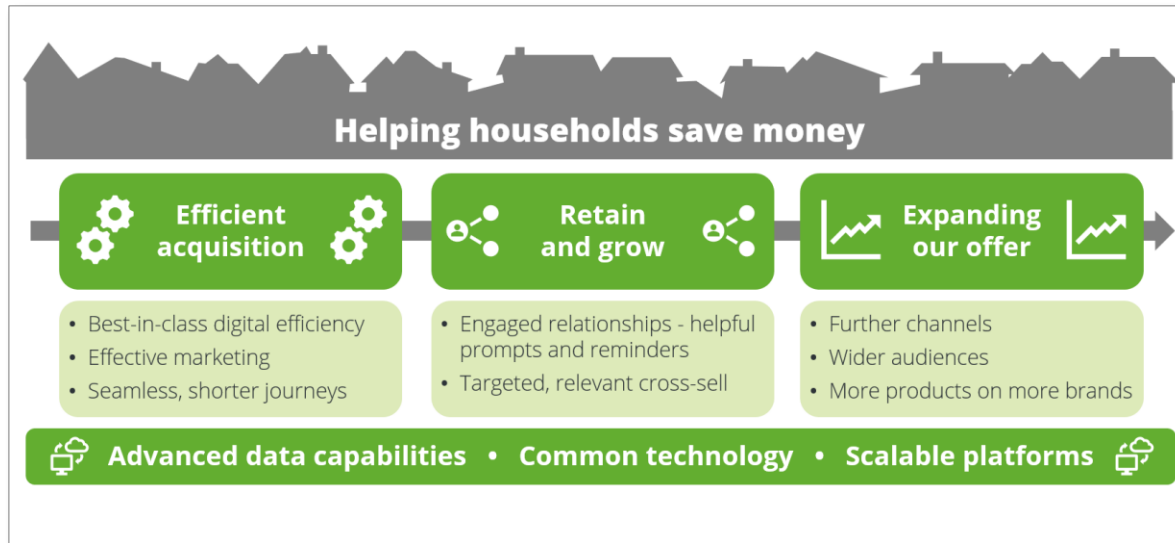 Helping households save money
Efficient
acquisition
Retain
and grow
Expanding
our offer
• Best-in-class digital efficiency
• Effective marketing
• Seamless, shorter journeys
• Engaged relationships - helpful
prompts and reminders
• Targeted, relevant cross-sell
• Further channels
• Wider audiences
• More products on more brands
Advanced data capabilities • Common technology • Scalable platforms